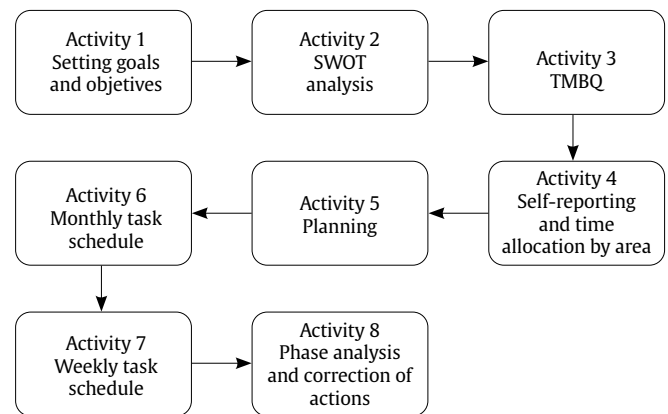 Activity 1
Setting goals
and objetives
Activity 2
SWOT
analysis
Activity 3
TMBQ
Activity 4
Self-reporting
and time
allocation by area
Activity 5
Planning
Activity 6
Monthly task
schedule
Activity 7
Weekly task
schedule
Activity 8
Phase analysis
and correction of
actions